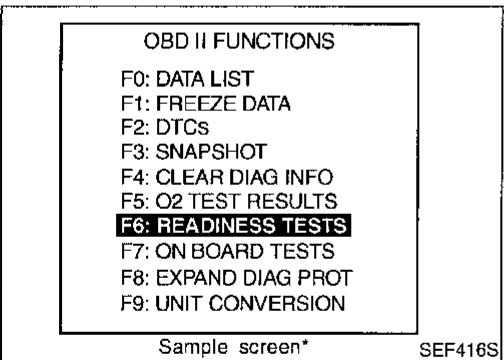 OBD II FUNCTIONS
F0: DATA LIST
F1: FREEZE DATA
F2: DTCs
F3: SNAPSHOT
F4: CLEAR DIAG INFO
F5: O2 TEST RESULTS
F6: READINESS TESTS
F7: ON BOARD TESTS
F8: EXPAND DIAG PROT
F9: UNIT CONVERSION
Sample screen*
SEF416S